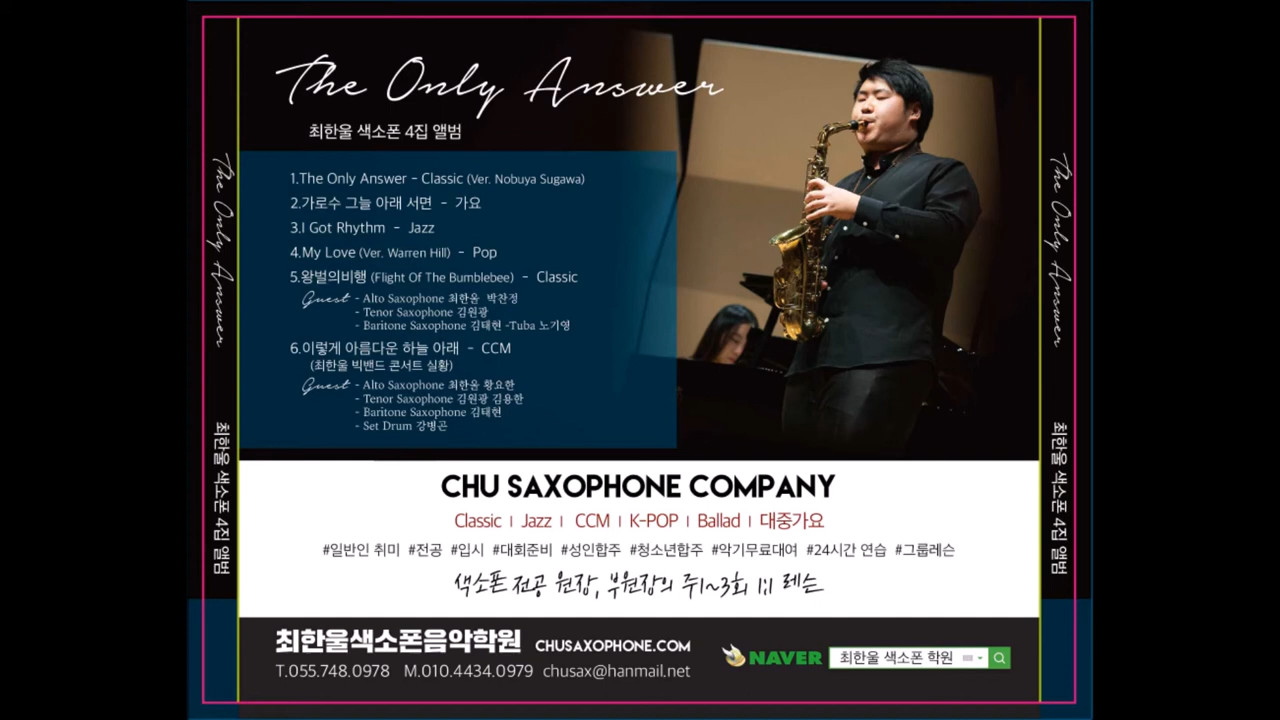 The Only Answer
최한울 색소폰 4집 앨범
1.The Only Answer - Classic (Ver. Nobuya Sugawa)
2.가로수 그늘 아래 서면 - 가요
3.I Got Rhythm - Jazz
4.My Love (Ver. Warren Hill) - Pop
5.왕벌의비행 (Flight Of The Bumblebee) - Classic
Guest - Alto Saxophone 최한울 박찬정
- Tenor Saxophone 김원광
- Baritone Saxophone 김태현 -Tuba 노기영
6.이렇게 아름다운 하늘 아래 - CCM
(최한울 빅밴드 콘서트 실황)
Guest - Alto Saxophone 최한울 황요한
- Tenor Saxophone 김원광 김용한
- Baritone Saxophone 김태현
- Set Drum 강병곤
The Only Answer 최한울 색소폰 4집 앨범
The Only Answer 최한울 색소폰 4집 앨범
CHU SAXOPHONE COMPANY
Classic | Jazz | CCM | K-POP | Ballad | 대중가요
#일반인 취미 #전공 #입시 #대회준비 #성인합주 #청소년합주 #악기무료대여 #24시간 연습 #그룹레슨
색소폰 전공 원장, 부원장의 주1~3회 1:1 레슨
최한울색소폰음악학원 CHUSAXOPHONE.COM
T.055.748.0978 M.010.4434.0979 chusax@hanmail.net
NAVER 최한울 색소폰 학원